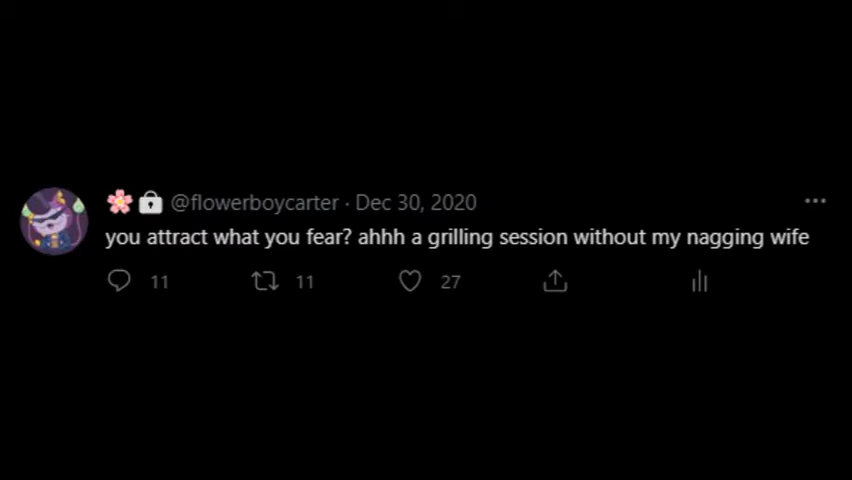 🌸🔒 @flowerboycarter · Dec 30, 2020
you attract what you fear? ahhh a grilling session without my nagging wife
11 11 27